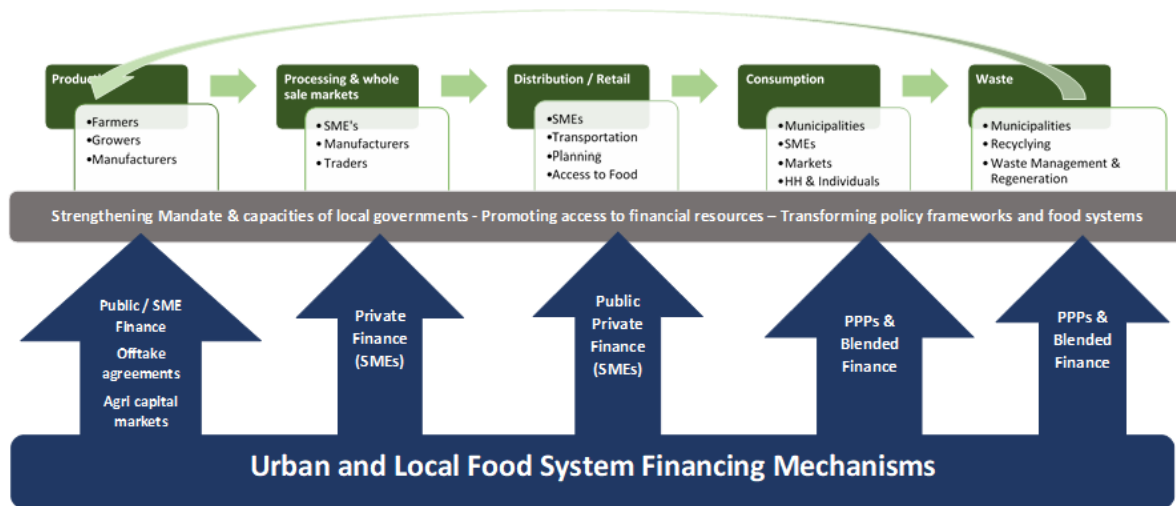 Producti
Processing & whole
sale markets
Distribution / Retail
Consumption
Waste
•Farmers
•Growers
•Manufacturers
• SME's
• Manufacturers
• Traders
•SMEs
•Transportation
•Planning
•Access to Food
•Municipalities
•SMEs
•Markets
•HH & Individuals
• Municipalities
• Recyclying
• Waste Management &
Regeneration
Strengthening Mandate & capacities of local governments - Promoting access to financial resources – Transforming policy frameworks and food systems
Public / SME
Finance
Offtake
agreements
Agri capital
markets
Private
Finance
(SMEs)
Public
Private
Finance
(SMEs)
PPPs &
Blended
Finance
PPPs &
Blended
Finance
Urban and Local Food System Financing Mechanisms